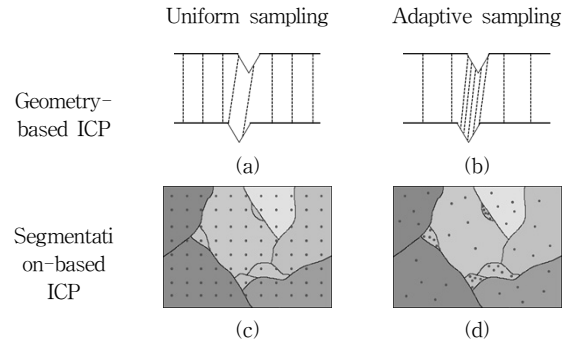 Uniform sampling
Adaptive sampling
Geometry-
based ICP
(a)
(b)
Segmentati
on-based
ICP
(c)
(d)